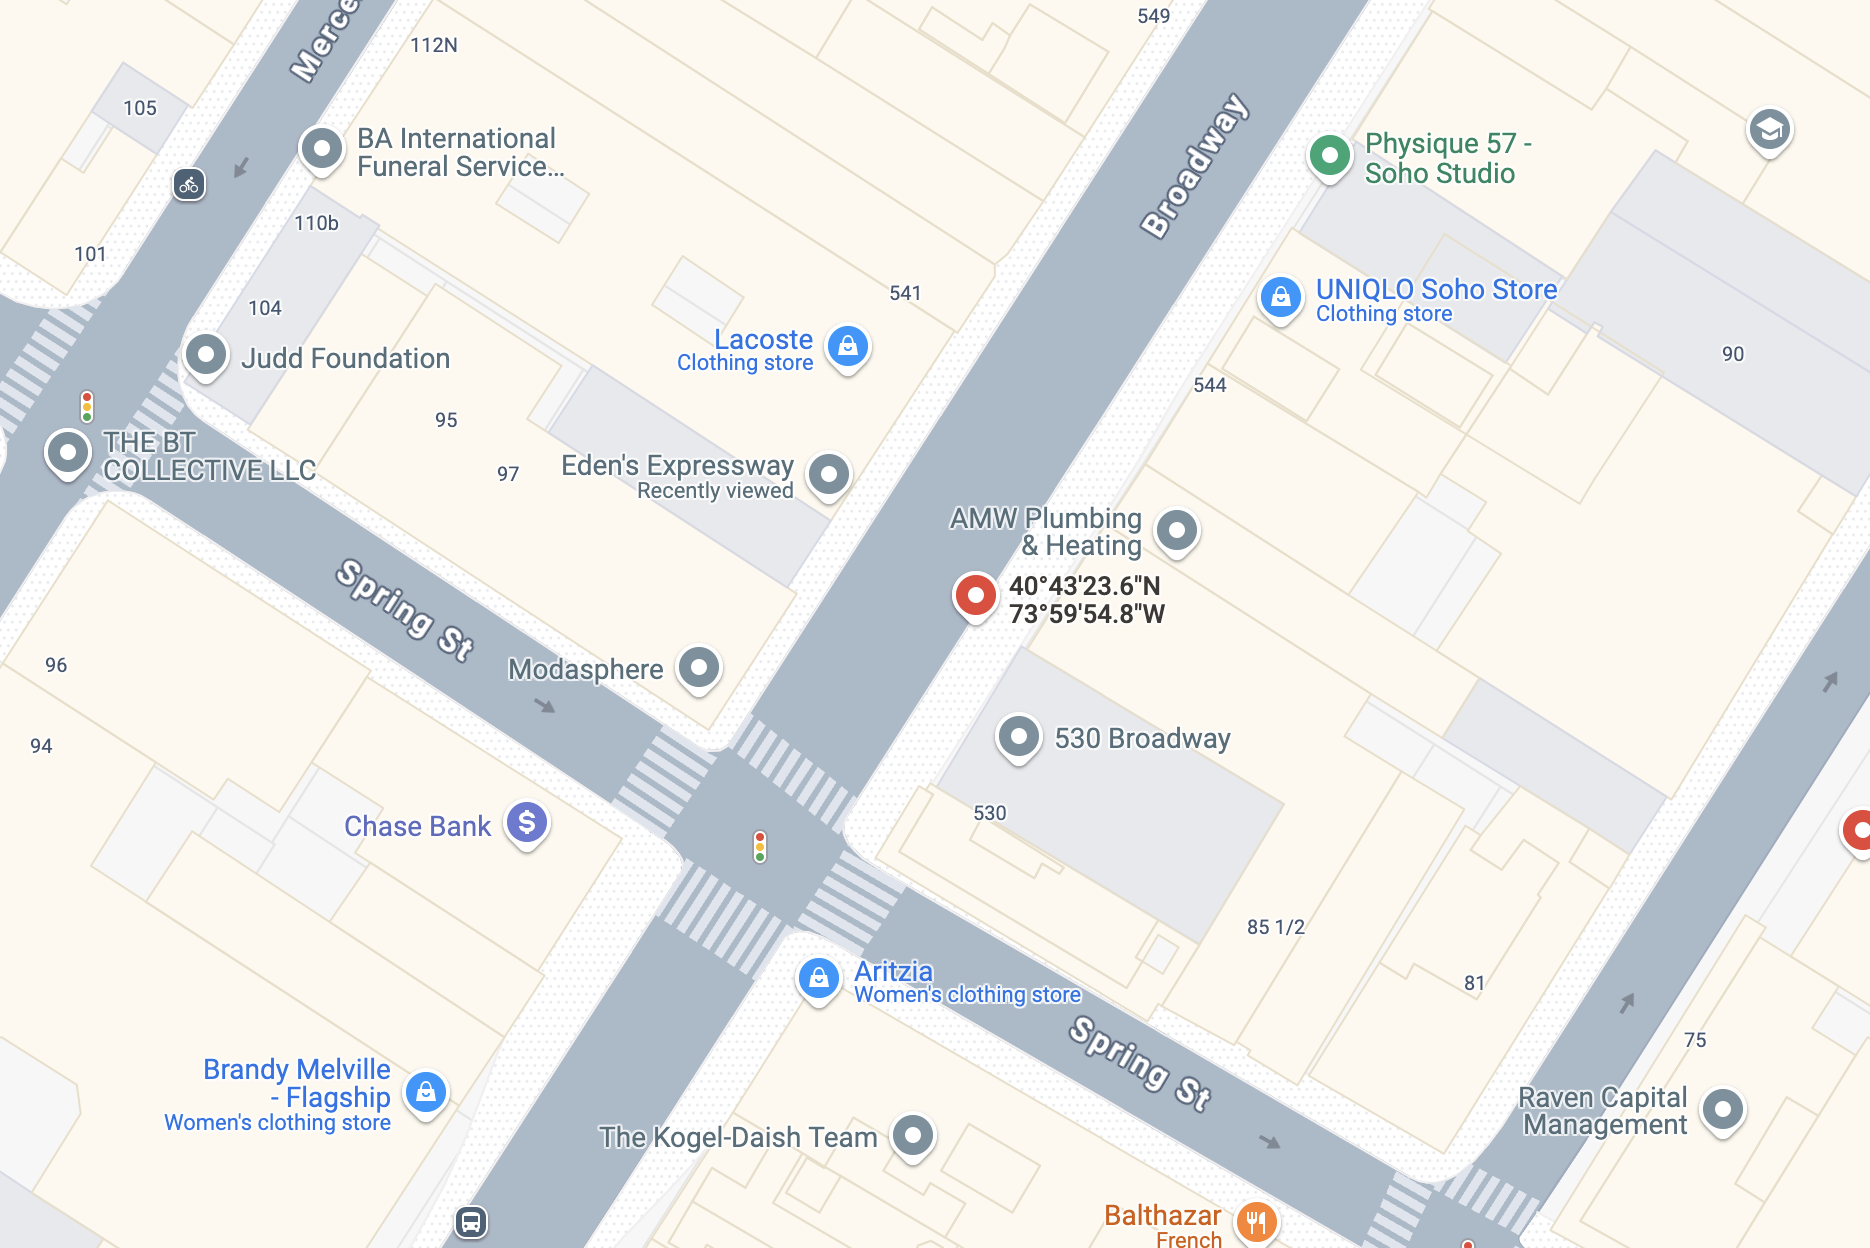 549
Merce
112N
105
BA International
Funeral Service...
Broadway
Physique 57 -
Soho Studio
110b
101
541
UNIQLO Soho Store
Clothing store
104
Lacoste
Clothing store
Judd Foundation
90
544
95
THE BT
COLLECTIVE LLC
97
Eden's Expressway
Recently viewed
AMW Plumbing
& Heating
40°43'23.6"N
73°59'54.8"W
Spring St
96
Modasphere
94
530 Broadway
530
Chase Bank
$
85 1/2
Aritzia
Women's clothing store
81
Spring St
75
Brandy Melville
- Flagship
Women's clothing store
Raven Capital
Management
The Kogel-Daish Team
Balthazar
French